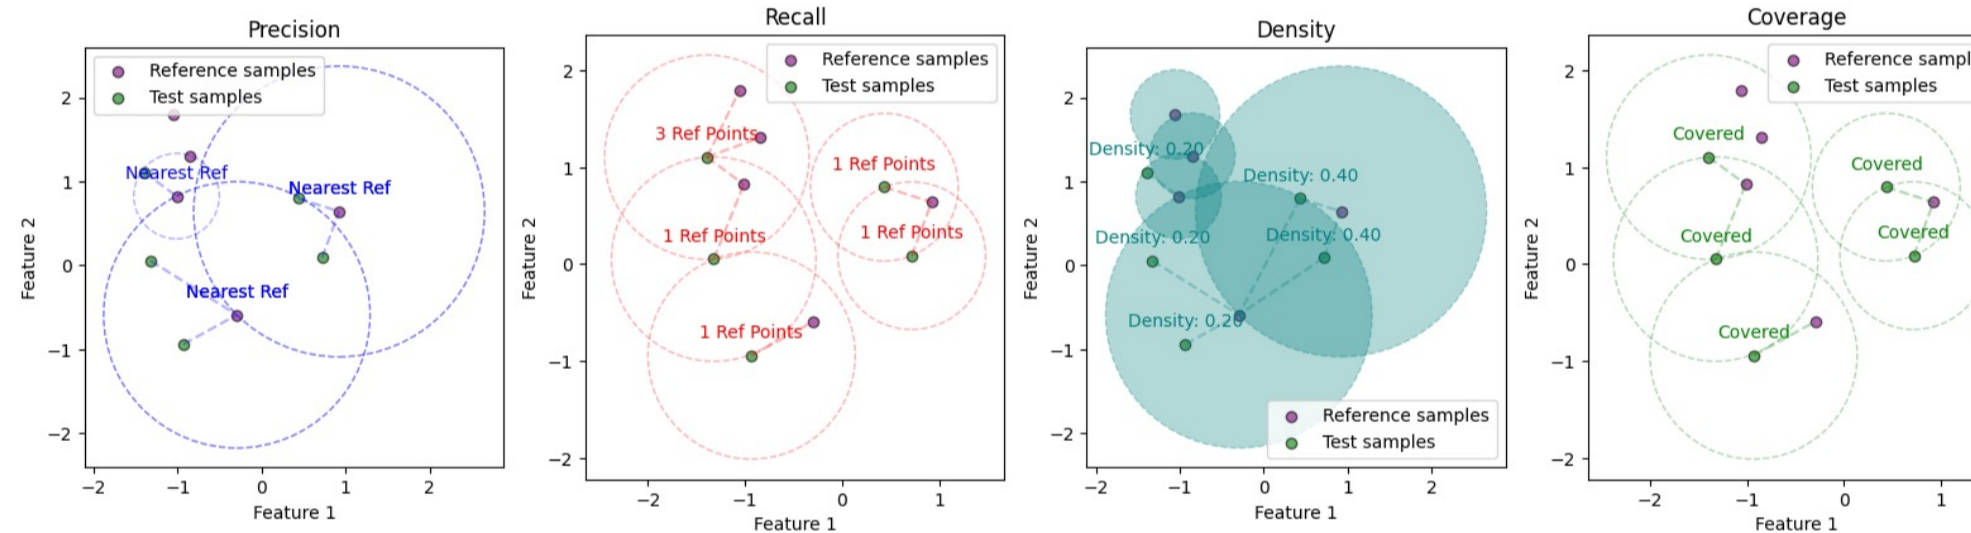 Precision
Reference samples
Test samples
Nearest Ref
Nearest Ref
Nearest Ref
Feature 2
2
1
0
−1
−2
−2
−1
0
1
2
Feature 1
Recall
Reference samples
Test samples
3 Ref Points
1 Ref Points
1 Ref Points
1 Ref Points
1 Ref Points
Feature 2
2
1
0
−1
−2
−2
−1
0
1
Feature 1
Density
Density: 0.20
Density: 0.40
Density: 0.20
Density: 0.40
Density: 0.20
Reference samples
Test samples
Feature 2
2
1
0
−1
−2
−2
−1
0
1
2
Feature 1
Coverage
Reference sampl
Test samples
Covered
Covered
Covered
Covered
Covered
Feature 2
2
1
0
−1
−2
−2
−1
0
1
Feature 1